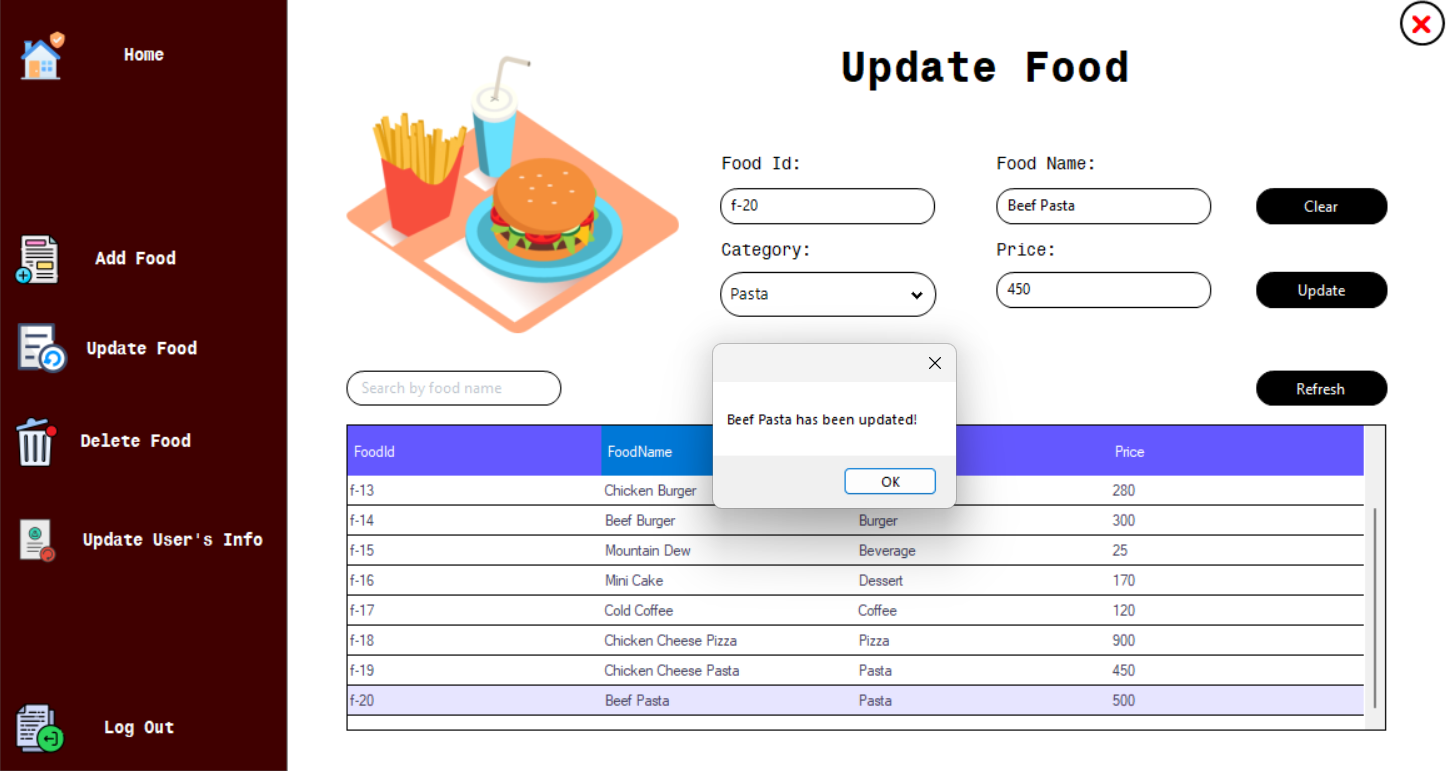 Home
Add Food
Update Food
Delete Food
Update User's Info
Log Out
Update Food
Food Id:
Food Name:
f-20
Beef Pasta
Clear
Category:
Price:
Pasta
450
Update
Search by food name
Refresh
Beef Pasta has been updated!
OK
FoodId FoodName Price
f-13 Chicken Burger 280
f-14 Beef Burger Burger 300
f-15 Mountain Dew Beverage 25
f-16 Mini Cake Dessert 170
f-17 Cold Coffee Coffee 120
f-18 Chicken Cheese Pizza Pizza 900
f-19 Chicken Cheese Pasta Pasta 450
f-20 Beef Pasta Pasta 500